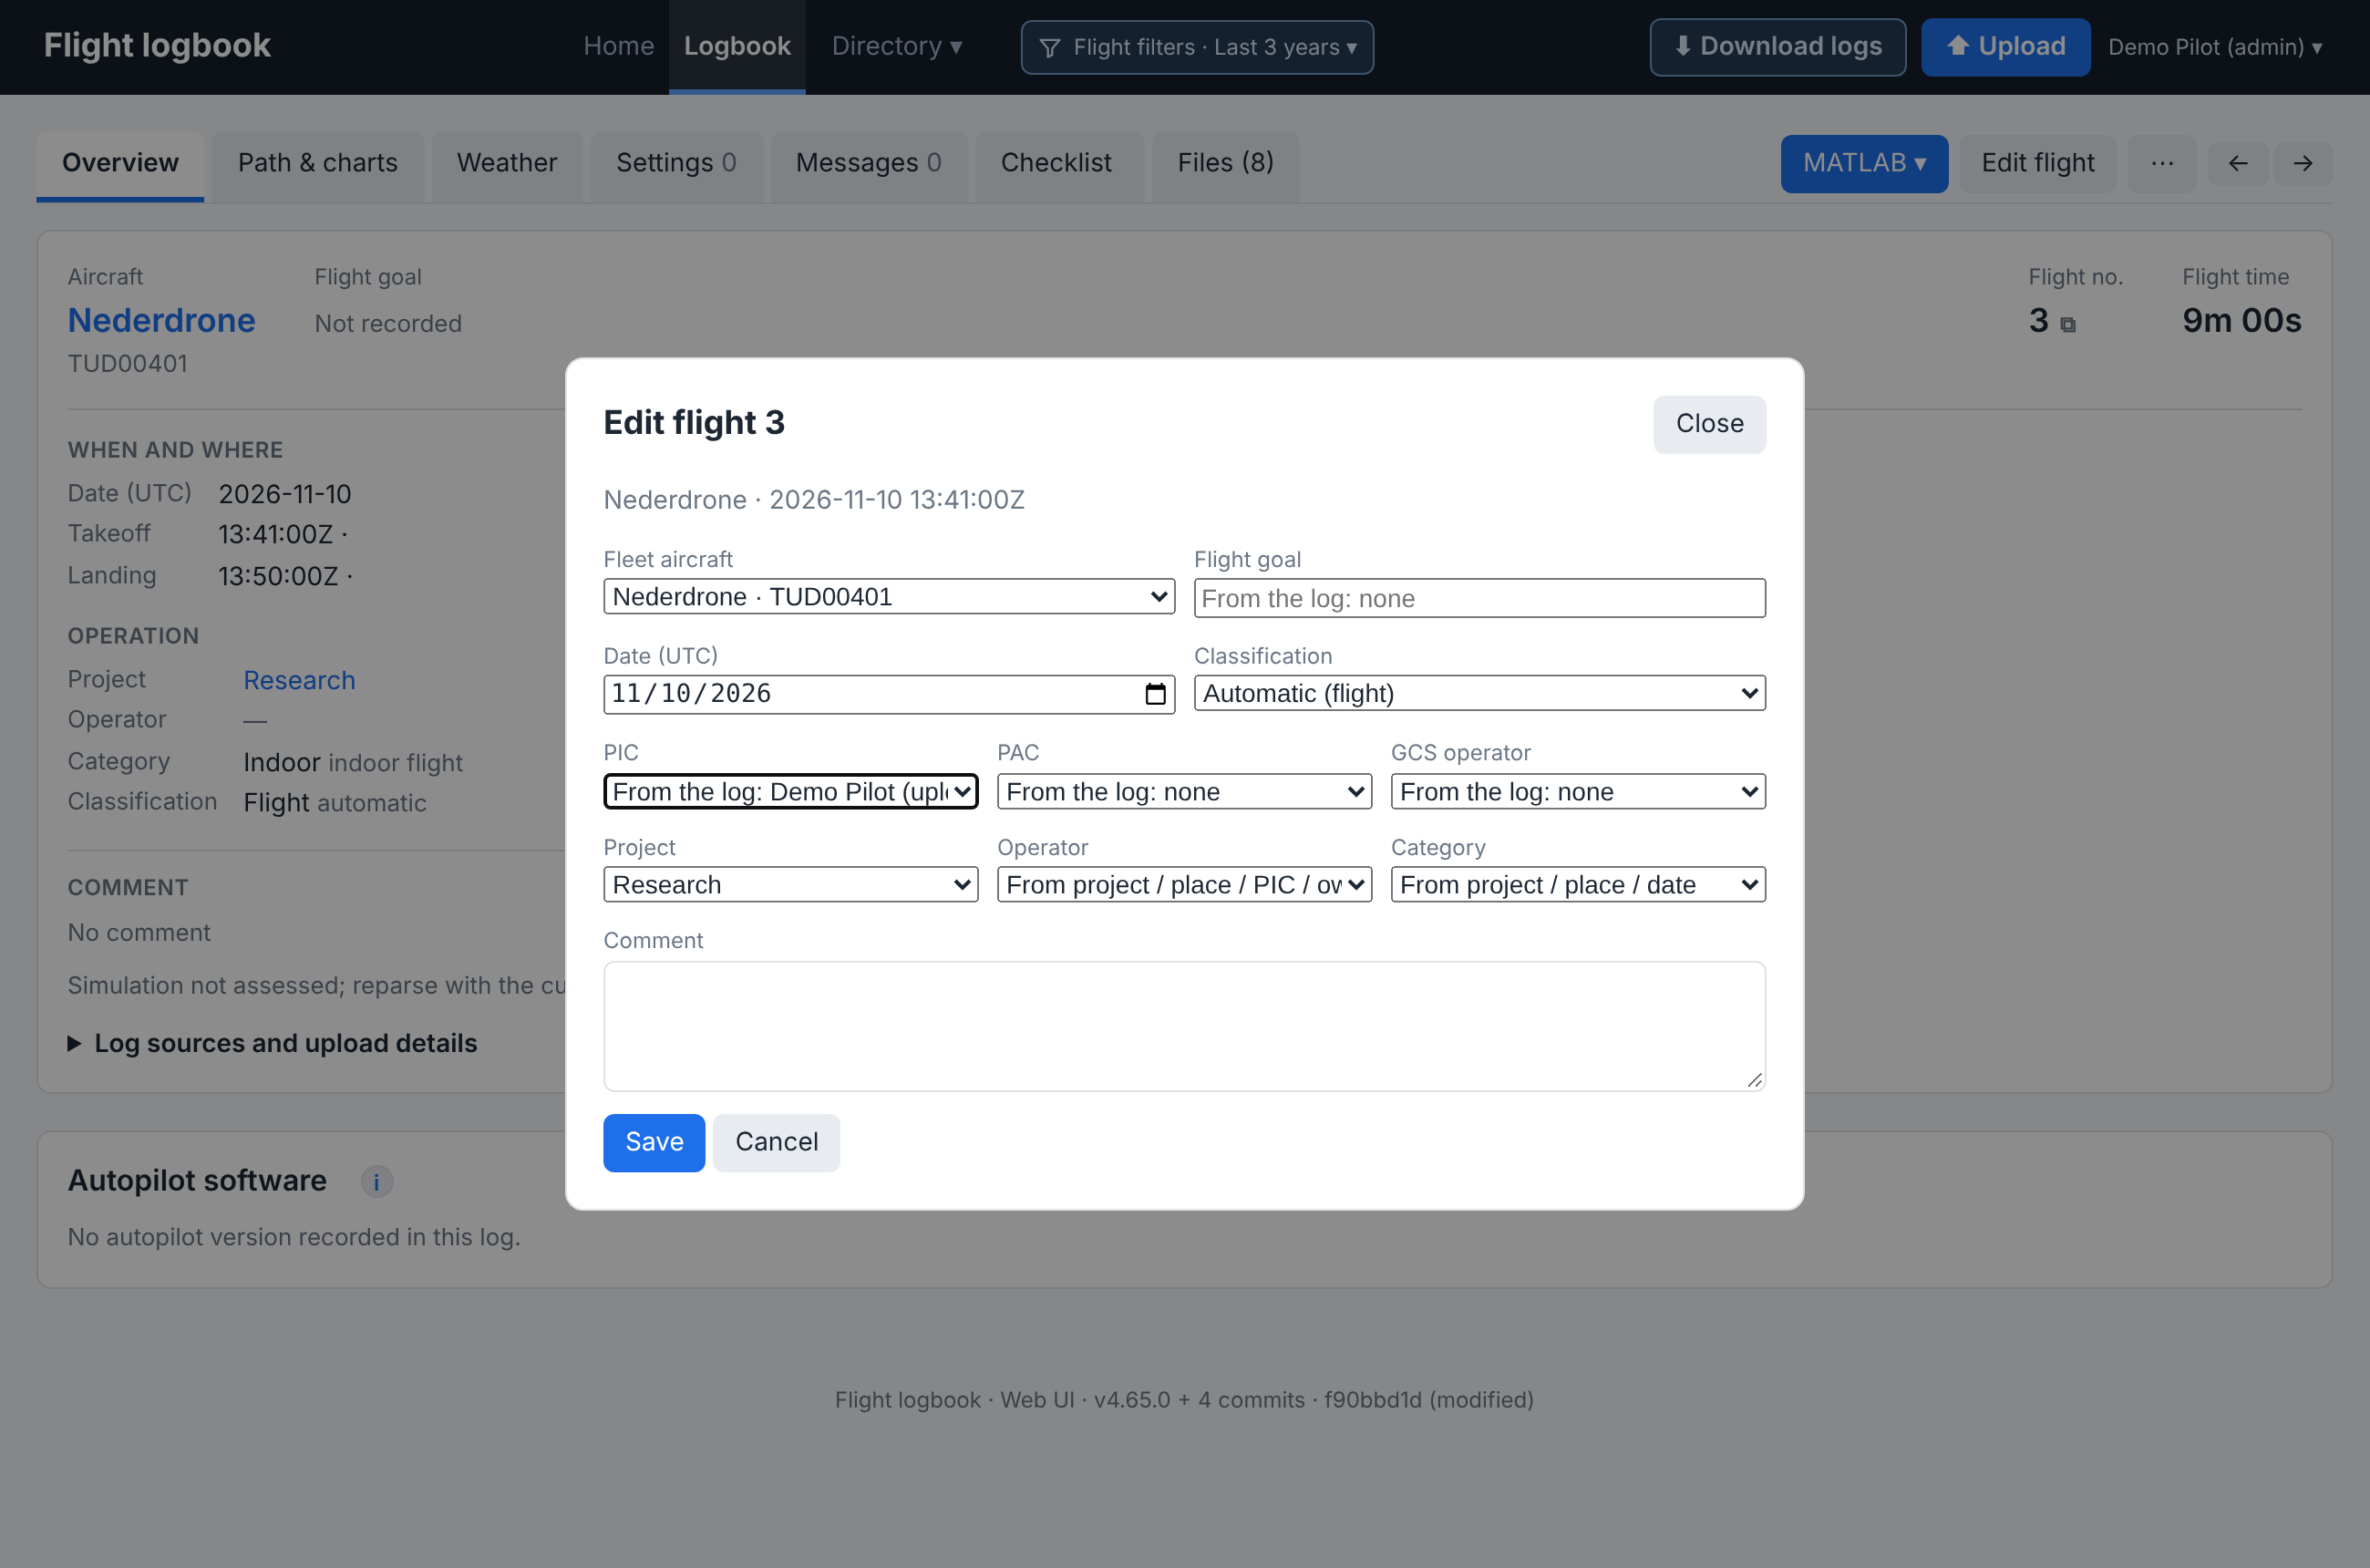 Flight logbook
Home
Logbook
Directory ▾
Flight filters · Last 3 years ▾
⬇ Download logs
⬆ Upload
Demo Pilot (admin) ▾
Overview
Path & charts
Weather
Settings 0
Messages 0
Checklist
Files (8)
MATLAB ▾
Edit flight
⋯
←
→
Aircraft
Nederdrone
TUD00401
Flight goal
Not recorded
Flight no.
3
Flight time
9m 00s
WHEN AND WHERE
Date (UTC) 2026-11-10
Takeoff 13:41:00Z ·
Landing 13:50:00Z ·
OPERATION
Project Research
Operator —
Category Indoor indoor flight
Classification Flight automatic
COMMENT
No comment
Simulation not assessed; reparse with the cu
▶ Log sources and upload details
Edit flight 3
Close
Nederdrone · 2026-11-10 13:41:00Z
Fleet aircraft
Nederdrone · TUD00401
Flight goal
From the log: none
Date (UTC)
11/10/2026
Classification
Automatic (flight)
PIC
From the log: Demo Pilot (uplo
PAC
From the log: none
GCS operator
From the log: none
Project
Research
Operator
From project / place / PIC / ow
Category
From project / place / date
Comment
Save
Cancel
Autopilot software i
No autopilot version recorded in this log.
Flight logbook · Web UI · v4.65.0 + 4 commits · f90bbd1d (modified)